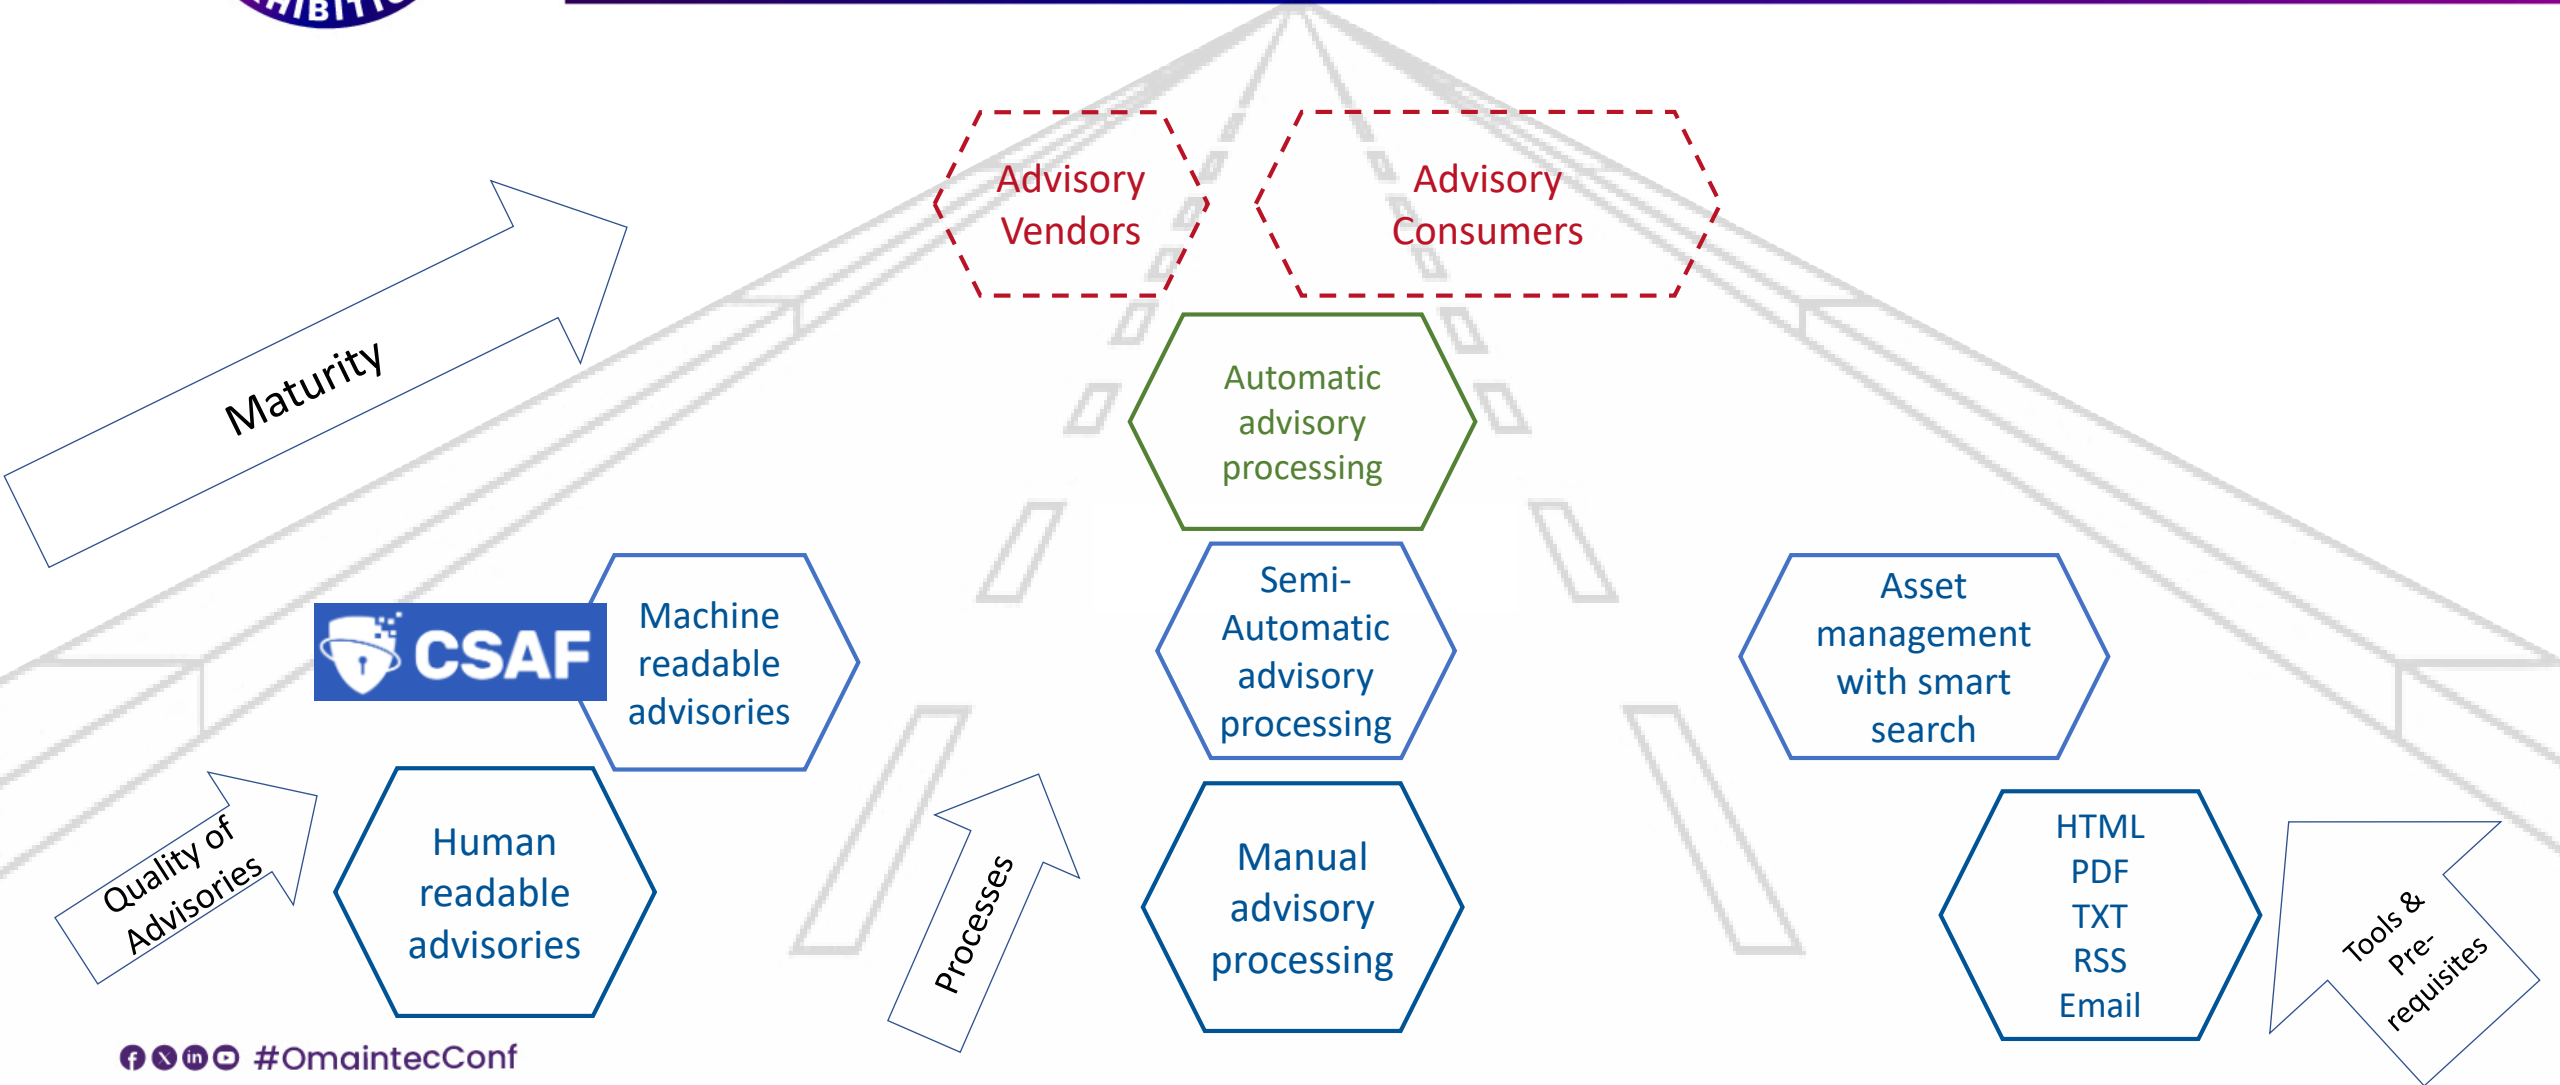 Advisory
Vendors
Advisory
Consumers
Maturity
Automatic
advisory
processing
CSAF
Machine
readable
advisories
Semi-
Automatic
advisory
processing
Asset
management
with smart
search
Quality of
Advisories
Human
readable
advisories
Processes
Manual
advisory
processing
HTML
PDF
TXT
RSS
Email
Tools &
Pre-
requisites
#OmaintecConf